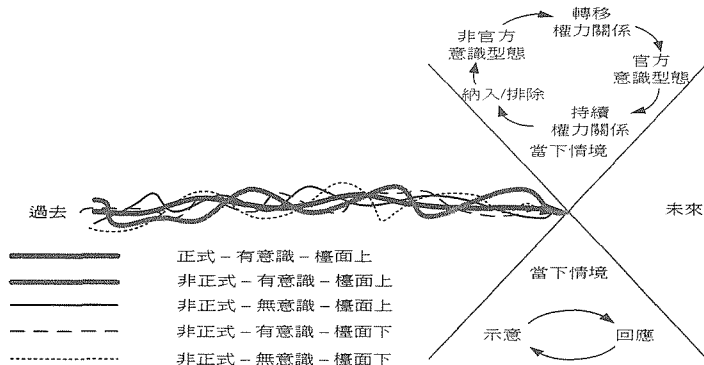 轉移
權力關係
非官方
意識型態
官方
意識型態
納入/排除
持續
權力關係
當下情境
過去
未來
正式－有意識－檯面上
非正式－有意識－檯面上
非正式－無意識－檯面上
非正式－有意識－檯面下
非正式－無意識－檯面下
當下情境
示意
回應